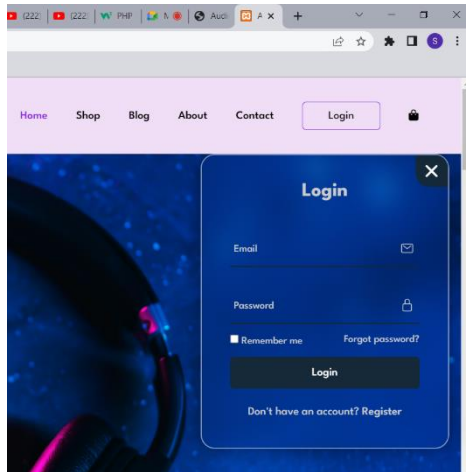 (222) (222) PHP Audi A
S
Home Shop Blog About Contact Login
Login
Email
Password
Remember me Forgot password?
Login
Don't have an account? Register